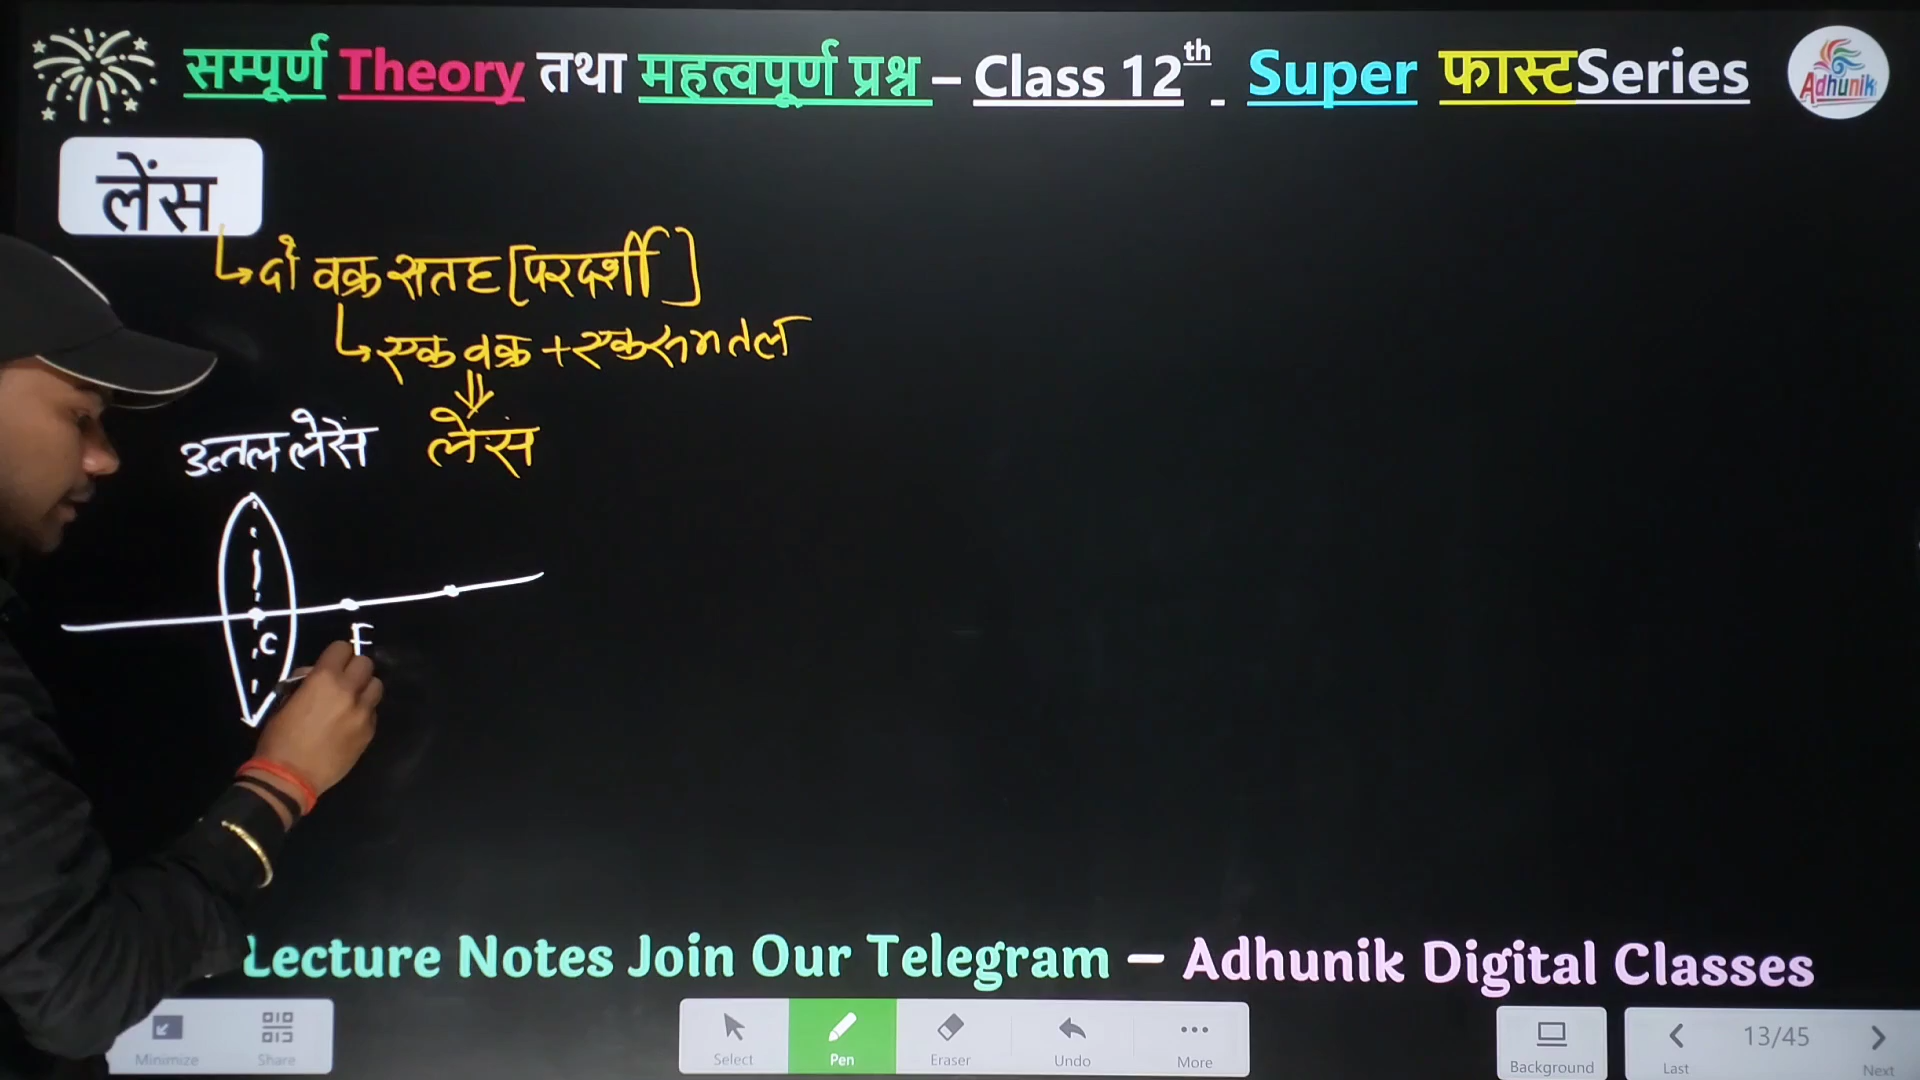 सम्पूर्ण Theory तथा महत्वपूर्ण प्रश्न – Class 12th - Super फास्टSeries
Adhunik
लेंस
दो वक्र सतह [परदर्शी]
एक वक्र + एक समतल
लेंस
उत्तल लेंस
C
F
Lecture Notes Join Our Telegram – Adhunik Digital Classes
Minimize Share Select Pen Eraser Undo More Background Last 13/45 Next